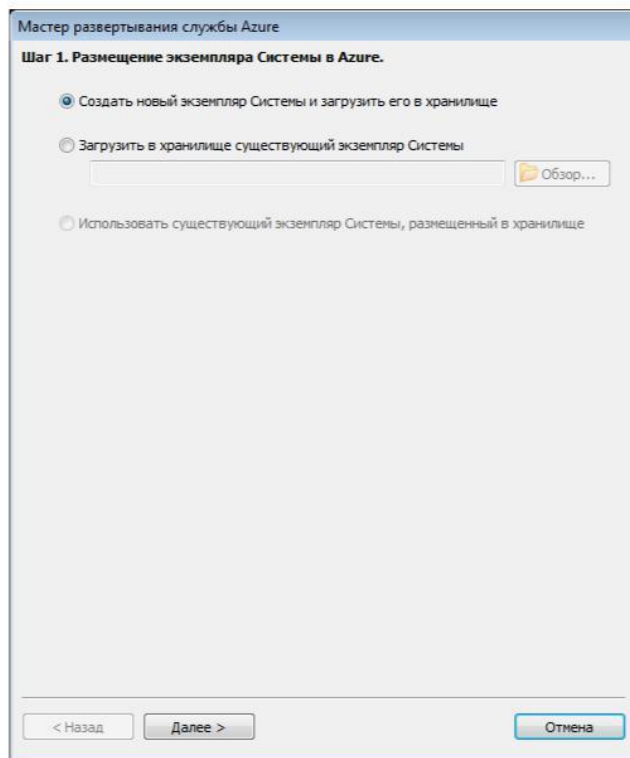 Мастер развертывания службы Azure
Шаг 1. Размещение экземпляра Системы в Azure.
Создать новый экземпляр Системы и загрузить его в хранилище
Загрузить в хранилище существующий экземпляр Системы
Обзор...
Использовать существующий экземпляр Системы, размещенный в хранилище
< Назад Далее > Отмена